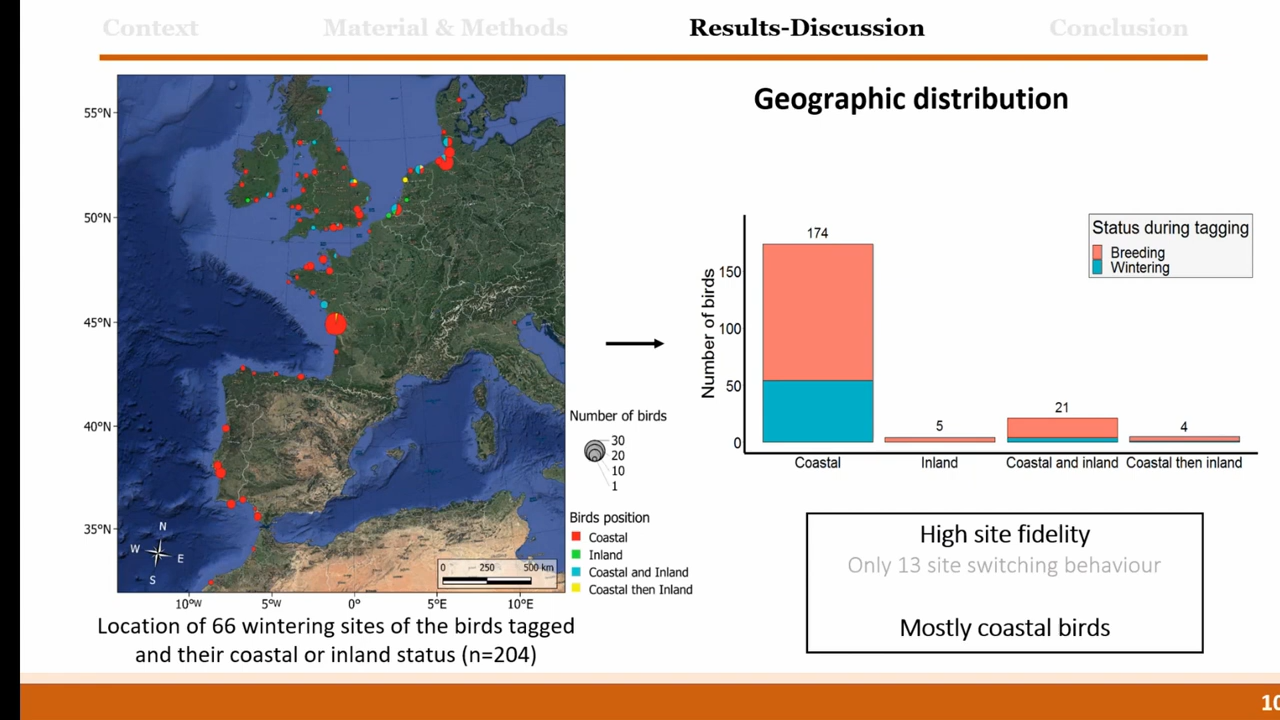 Context Material & Methods Results-Discussion Conclusion
Geographic distribution
55°N
50°N
45°N
40°N
35°N
10°W 5°W 0° 5°E 10°E
N
W E
S
0 250 500 km
Number of birds
30
20
10
1
Birds position
Coastal
Inland
Coastal and Inland
Coastal then Inland
Location of 66 wintering sites of the birds tagged
and their coastal or inland status (n=204)
Status during tagging
Breeding
Wintering
Number of birds
150
100
50
0
174
5
21
4
Coastal Inland Coastal and inland Coastal then inland
High site fidelity
Only 13 site switching behaviour
Mostly coastal birds
10